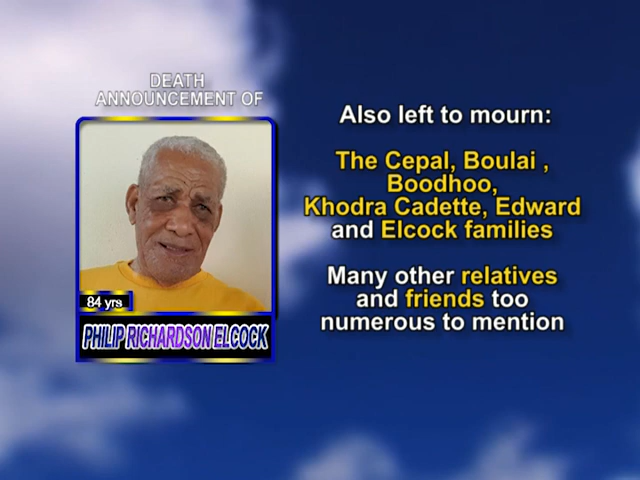 DEATH
ANNOUNCEMENT OF
84 yrs
PHILIP RICHARDSON ELCOCK
Also left to mourn:
The Cepal, Boulai ,
Boodhoo,
Khodra Cadette, Edward
and Elcock families
Many other relatives
and friends too
numerous to mention